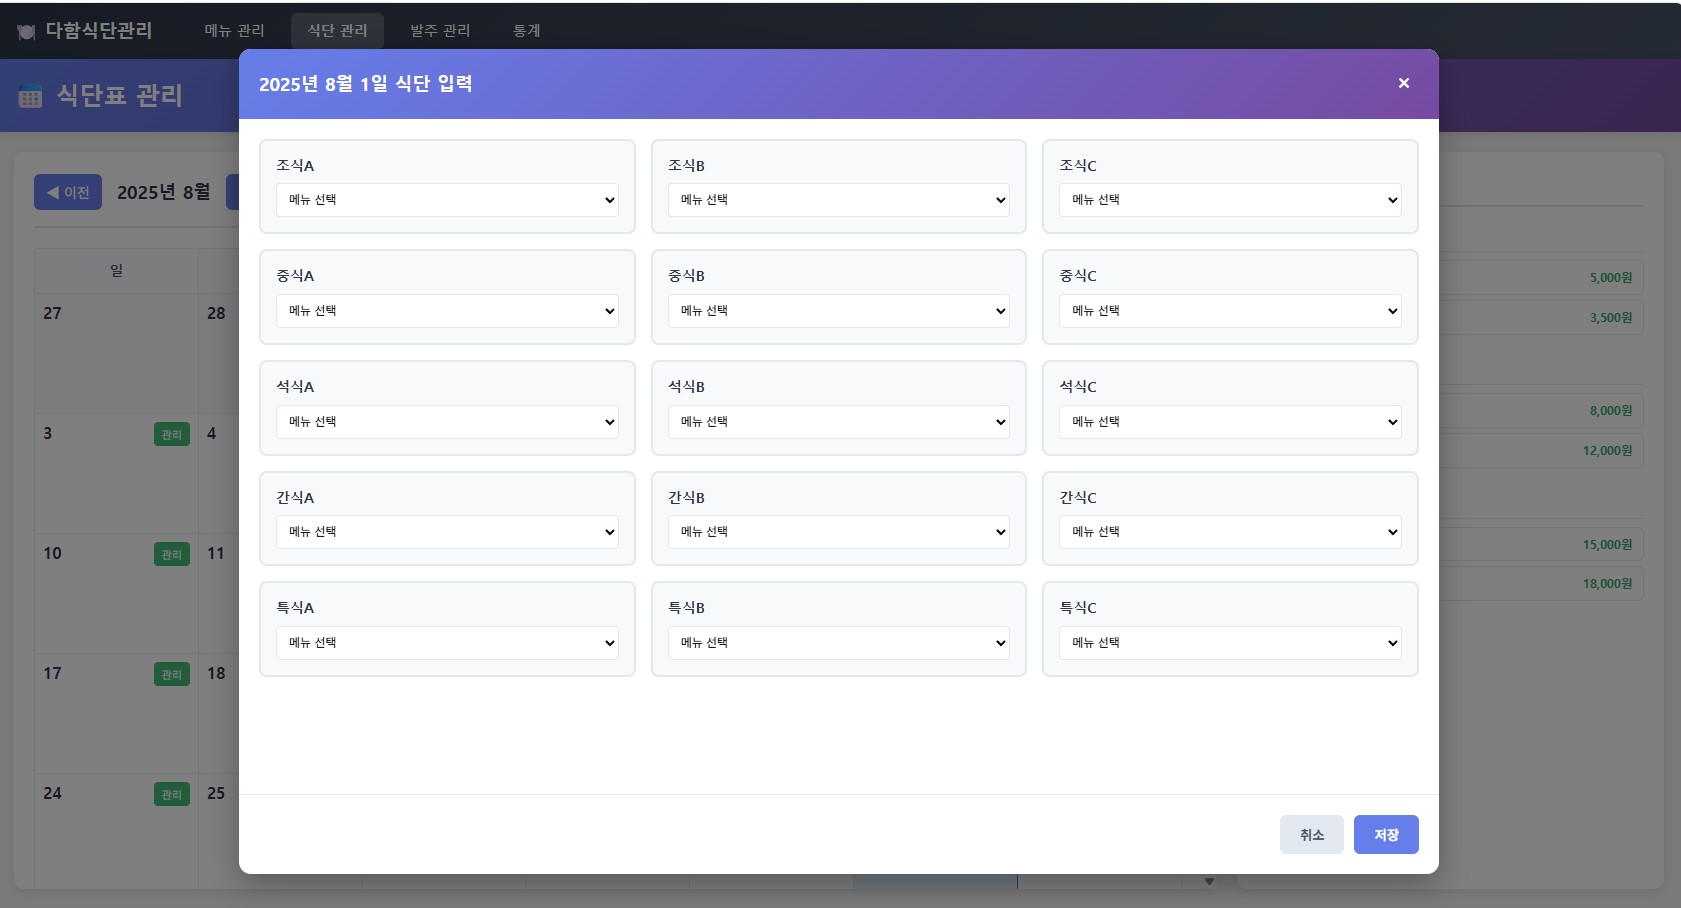 다함식단관리 메뉴 관리 식단 관리 발주 관리 통계
식단표 관리
2025년 8월 1일 식단 입력 ×
◀ 이전 2025년 8월
일
27 28
3 관리 4
10 관리 11
17 관리 18
24 관리 25
조식A 조식B 조식C
메뉴 선택 메뉴 선택 메뉴 선택
중식A 중식B 중식C
메뉴 선택 메뉴 선택 메뉴 선택
석식A 석식B 석식C
메뉴 선택 메뉴 선택 메뉴 선택
간식A 간식B 간식C
메뉴 선택 메뉴 선택 메뉴 선택
특식A 특식B 특식C
메뉴 선택 메뉴 선택 메뉴 선택
취소 저장
5,000원
3,500원
8,000원
12,000원
15,000원
18,000원